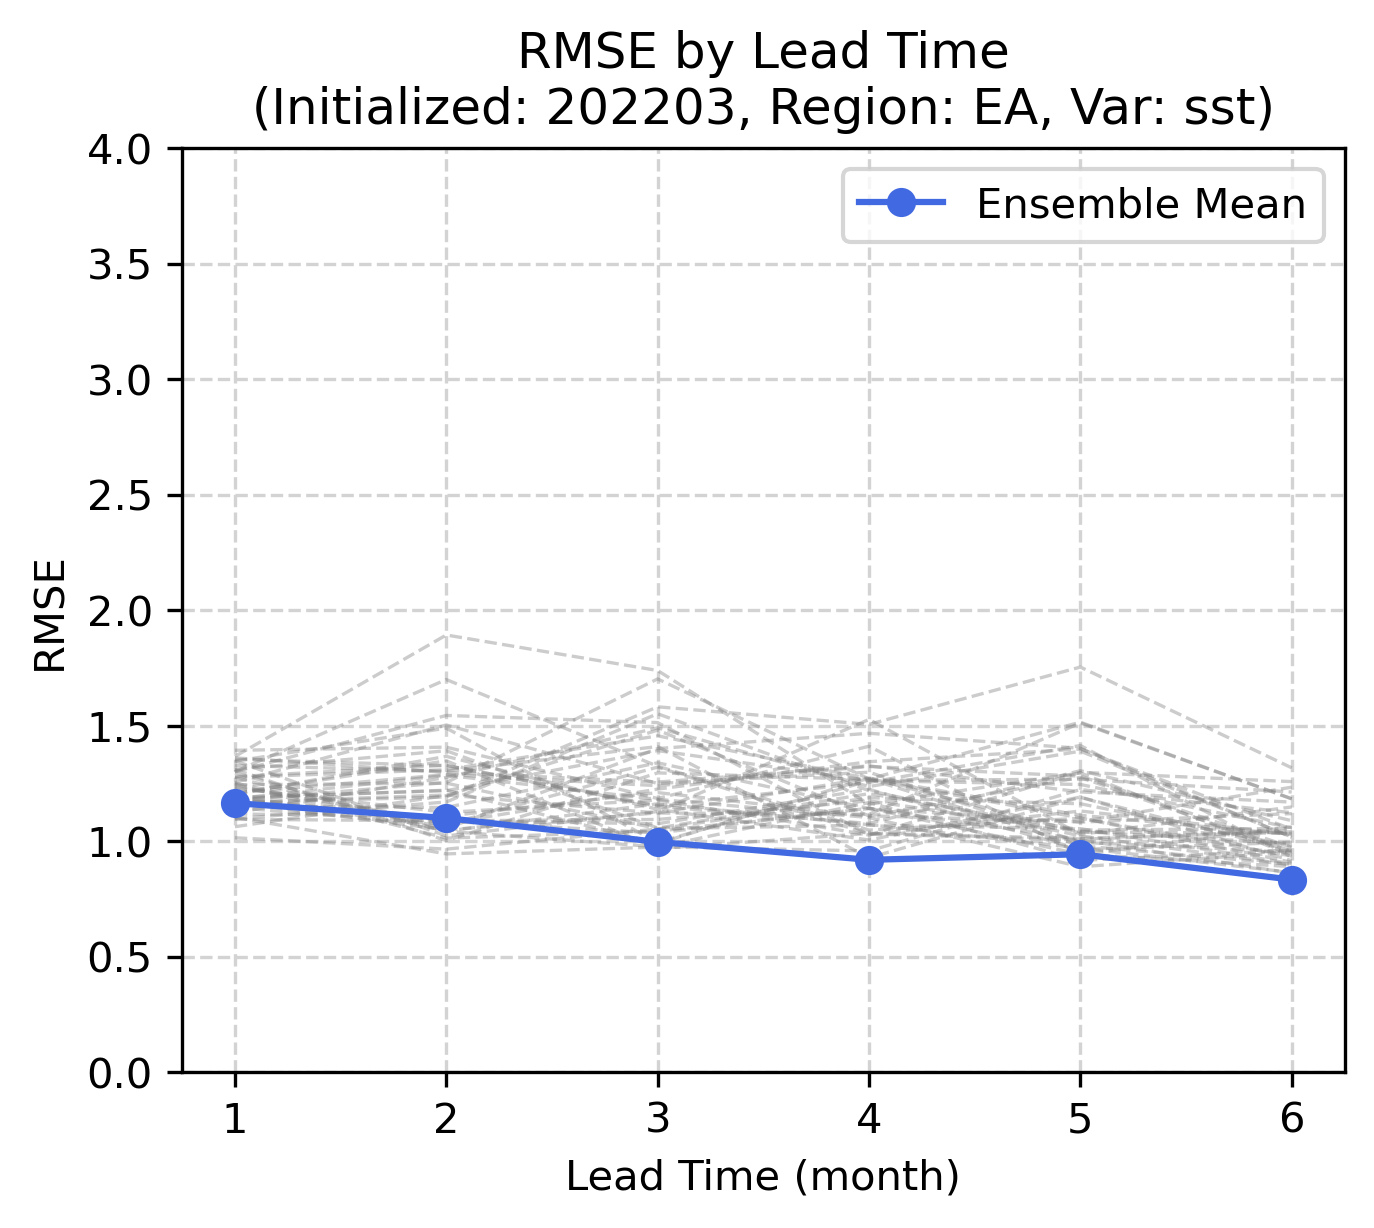 RMSE by Lead Time
(Initialized: 202203, Region: EA, Var: sst)
Ensemble Mean
4.0
3.5
3.0
2.5
2.0
1.5
1.0
0.5
0.0
RMSE
1 2 3 4 5 6
Lead Time (month)